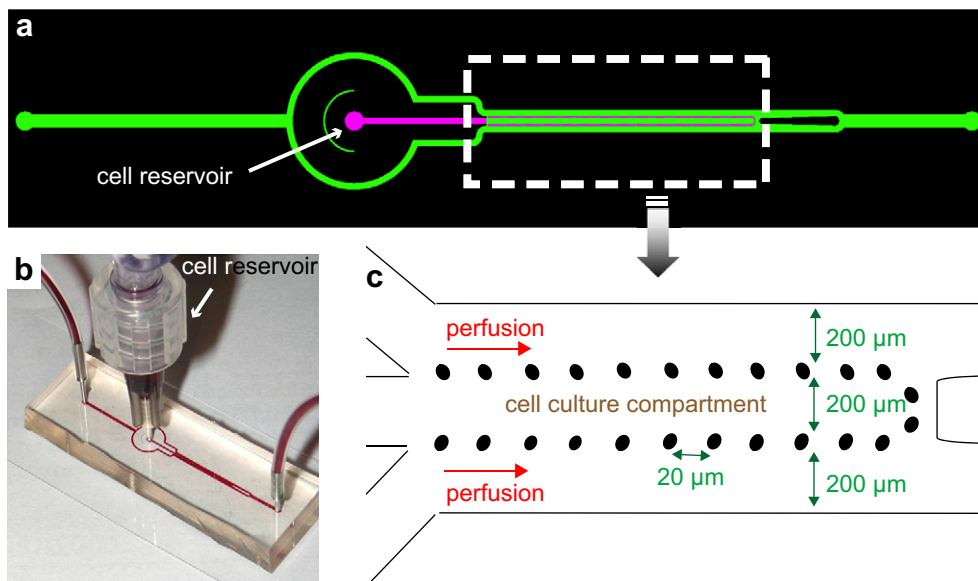 a
cell reservoir
b
cell reservoir
c
perfusion
200 µm
cell culture compartment
200 µm
20 µm
perfusion
200 µm